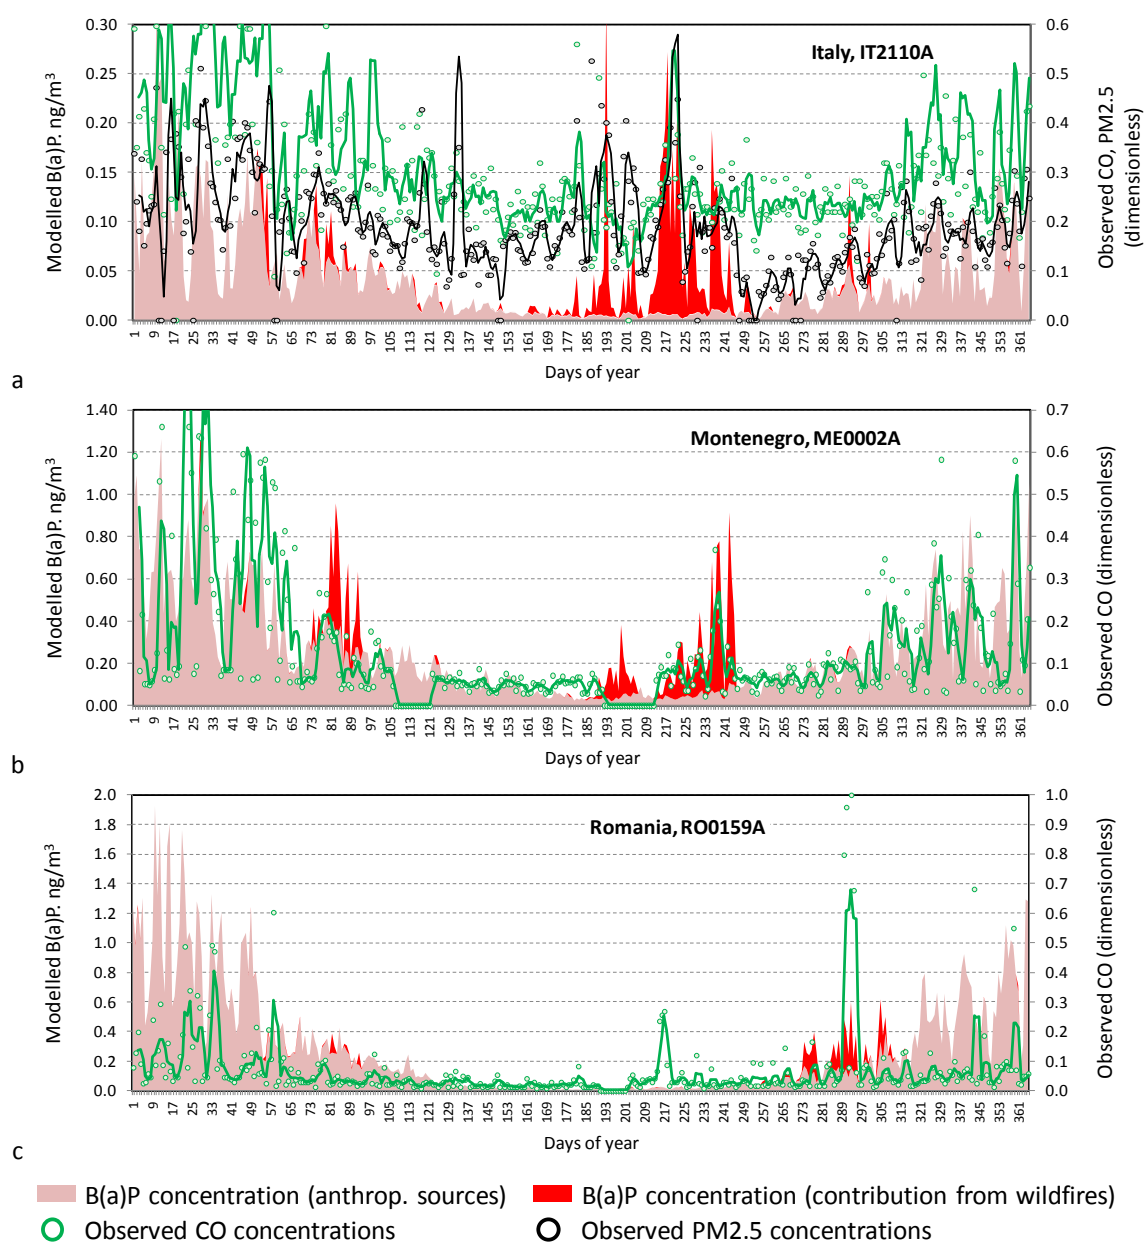 0.30
0.25
0.20
0.15
0.10
0.05
0.00
Modelled B(a)P. ng/m³
0.6
0.5
0.4
0.3
0.2
0.1
0.0
Observed CO, PM2.5
(dimensionless)
Italy, IT2110A
1 9 17 25 33 41 49 57 65 73 81 89 97 105 113 121 129 137 145 153 161 169 177 185 193 201 209 217 225 233 241 249 257 265 273 281 289 297 305 313 321 329 337 345 353 361
Days of year
a
1.40
1.20
1.00
0.80
0.60
0.40
0.20
0.00
Modelled B(a)P. ng/m³
0.7
0.6
0.5
0.4
0.3
0.2
0.1
0.0
Observed CO (dimensionless)
Montenegro, ME0002A
1 9 17 25 33 41 49 57 65 73 81 89 97 105 113 121 129 137 145 153 161 169 177 185 193 201 209 217 225 233 241 249 257 265 273 281 289 297 305 313 321 329 337 345 353 361
Days of year
b
2.0
1.8
1.6
1.4
1.2
1.0
0.8
0.6
0.4
0.2
0.0
Modelled B(a)P. ng/m³
1.0
0.9
0.8
0.7
0.6
0.5
0.4
0.3
0.2
0.1
0.0
Observed CO (dimensionless)
Romania, RO0159A
1 9 17 25 33 41 49 57 65 73 81 89 97 105 113 121 129 137 145 153 161 169 177 185 193 201 209 217 225 233 241 249 257 265 273 281 289 297 305 313 321 329 337 345 353 361
Days of year
c
B(a)P concentration (anthrop. sources)
B(a)P concentration (contribution from wildfires)
Observed CO concentrations
Observed PM2.5 concentrations